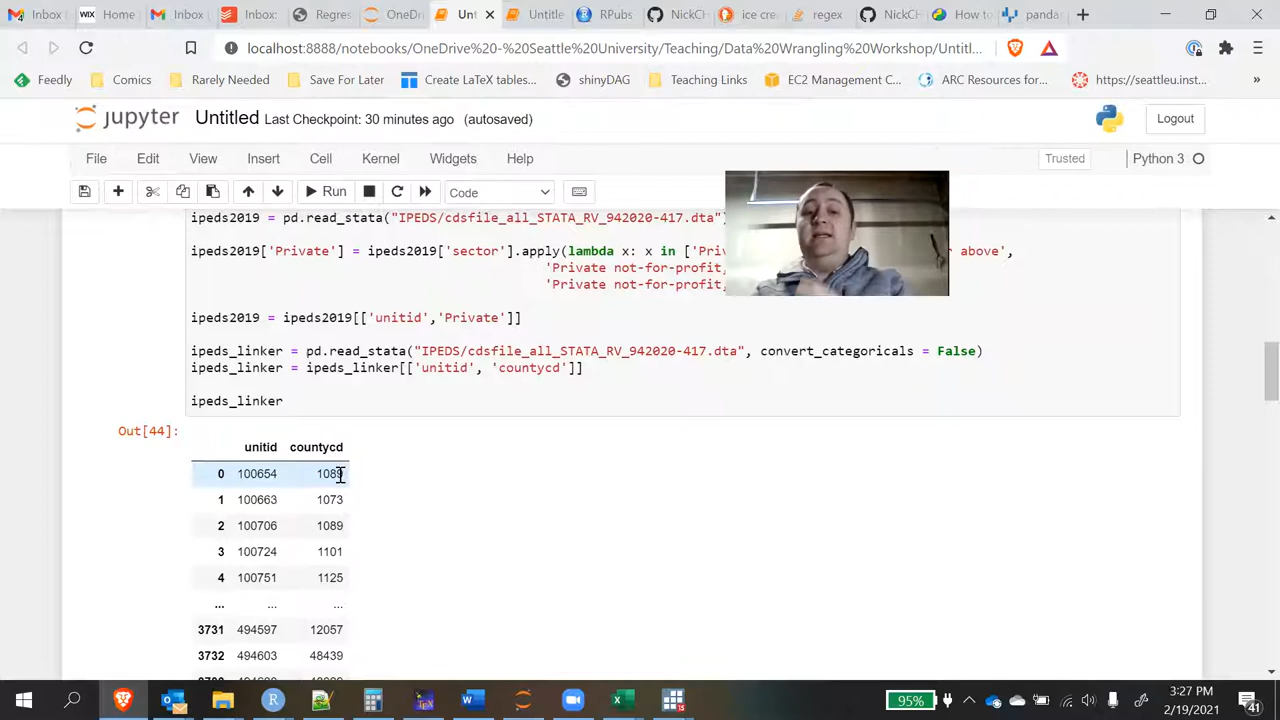 Inbox
WIX Home
Inbox
Inbox:
Regres
OneDri
Unt
Untitle
RPubs
NickCH
ice crea
regex
NickCH
How to
panda
localhost:8888/notebooks/OneDrive%20-%20Seattle%20University/Teaching/Data%20Wrangling%20Workshop/Untitl...
Feedly
Comics
Rarely Needed
Save For Later
Create LaTeX tables...
shinyDAG
Teaching Links
EC2 Management C...
ARC Resources for...
https://seattleu.inst...
»
jupyter Untitled Last Checkpoint: 30 minutes ago (autosaved)
Logout
File Edit View Insert Cell Kernel Widgets Help
Trusted
Python 3
Run
Code
ipeds2019 = pd.read_stata("IPEDS/cdsfile_all_STATA_RV_942020-417.dta")
ipeds2019['Private'] = ipeds2019['sector'].apply(lambda x: x in ['Priv above',
'Private not-for-profit,
'Private not-for-profit,
ipeds2019 = ipeds2019[['unitid','Private']]
ipeds_linker = pd.read_stata("IPEDS/cdsfile_all_STATA_RV_942020-417.dta", convert_categoricals = False)
ipeds_linker = ipeds_linker[['unitid', 'countycd']]
ipeds_linker
Out[44]:
unitid countycd
0 100654 1089
1 100663 1073
2 100706 1089
3 100724 1101
4 100751 1125
... ... ...
3731 494597 12057
3732 494603 48439
95%
3:27 PM
2/19/2021
41